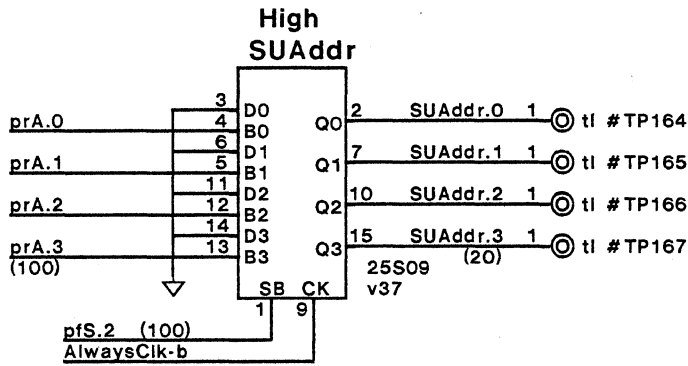 High
SUAddr
3 D0
prA.0 4 B0 Q0 2 SUAddr.0 1 tl #TP164
6 D1
prA.1 5 B1 Q1 7 SUAddr.1 1 tl #TP165
11 D2
prA.2 12 B2 Q2 10 SUAddr.2 1 tl #TP166
14 D3
prA.3 13 B3 Q3 15 SUAddr.3 1 tl #TP167
(100) (20)
25S09
SB CK v37
1 9
pfS.2 (100)
AlwaysClk-b